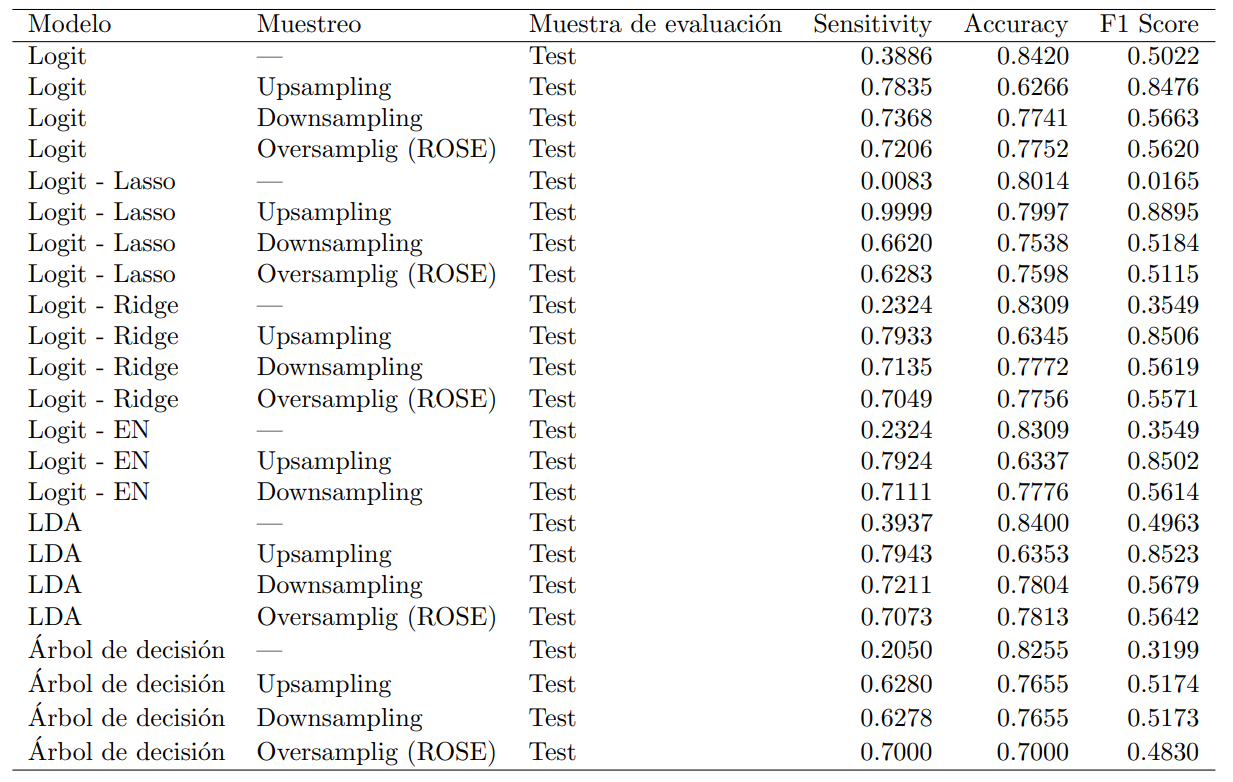 Modelo Muestreo Muestra de evaluación Sensitivity Accuracy F1 Score
Logit — Test 0.3886 0.8420 0.5022
Logit Upsampling Test 0.7835 0.6266 0.8476
Logit Downsampling Test 0.7368 0.7741 0.5663
Logit Oversamplig (ROSE) Test 0.7206 0.7752 0.5620
Logit - Lasso — Test 0.0083 0.8014 0.0165
Logit - Lasso Upsampling Test 0.9999 0.7997 0.8895
Logit - Lasso Downsampling Test 0.6620 0.7538 0.5184
Logit - Lasso Oversamplig (ROSE) Test 0.6283 0.7598 0.5115
Logit - Ridge — Test 0.2324 0.8309 0.3549
Logit - Ridge Upsampling Test 0.7933 0.6345 0.8506
Logit - Ridge Downsampling Test 0.7135 0.7772 0.5619
Logit - Ridge Oversamplig (ROSE) Test 0.7049 0.7756 0.5571
Logit - EN — Test 0.2324 0.8309 0.3549
Logit - EN Upsampling Test 0.7924 0.6337 0.8502
Logit - EN Downsampling Test 0.7111 0.7776 0.5614
LDA — Test 0.3937 0.8400 0.4963
LDA Upsampling Test 0.7943 0.6353 0.8523
LDA Downsampling Test 0.7211 0.7804 0.5679
LDA Oversamplig (ROSE) Test 0.7073 0.7813 0.5642
Árbol de decisión — Test 0.2050 0.8255 0.3199
Árbol de decisión Upsampling Test 0.6280 0.7655 0.5174
Árbol de decisión Downsampling Test 0.6278 0.7655 0.5173
Árbol de decisión Oversamplig (ROSE) Test 0.7000 0.7000 0.4830